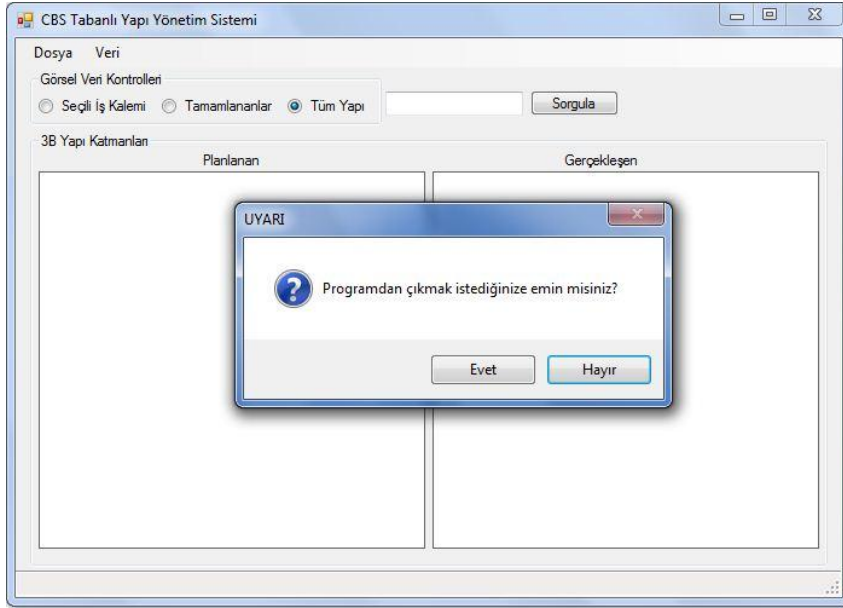 CBS Tabanlı Yapı Yönetim Sistemi
Dosya Veri
Görsel Veri Kontrolleri
Seçili İş Kalemi Tamamlananlar Tüm Yapı Sorgula
3B Yapı Katmanları
Planlanan Gerçekleşen
UYARI
Programdan çıkmak istediğinize emin misiniz?
Evet Hayır